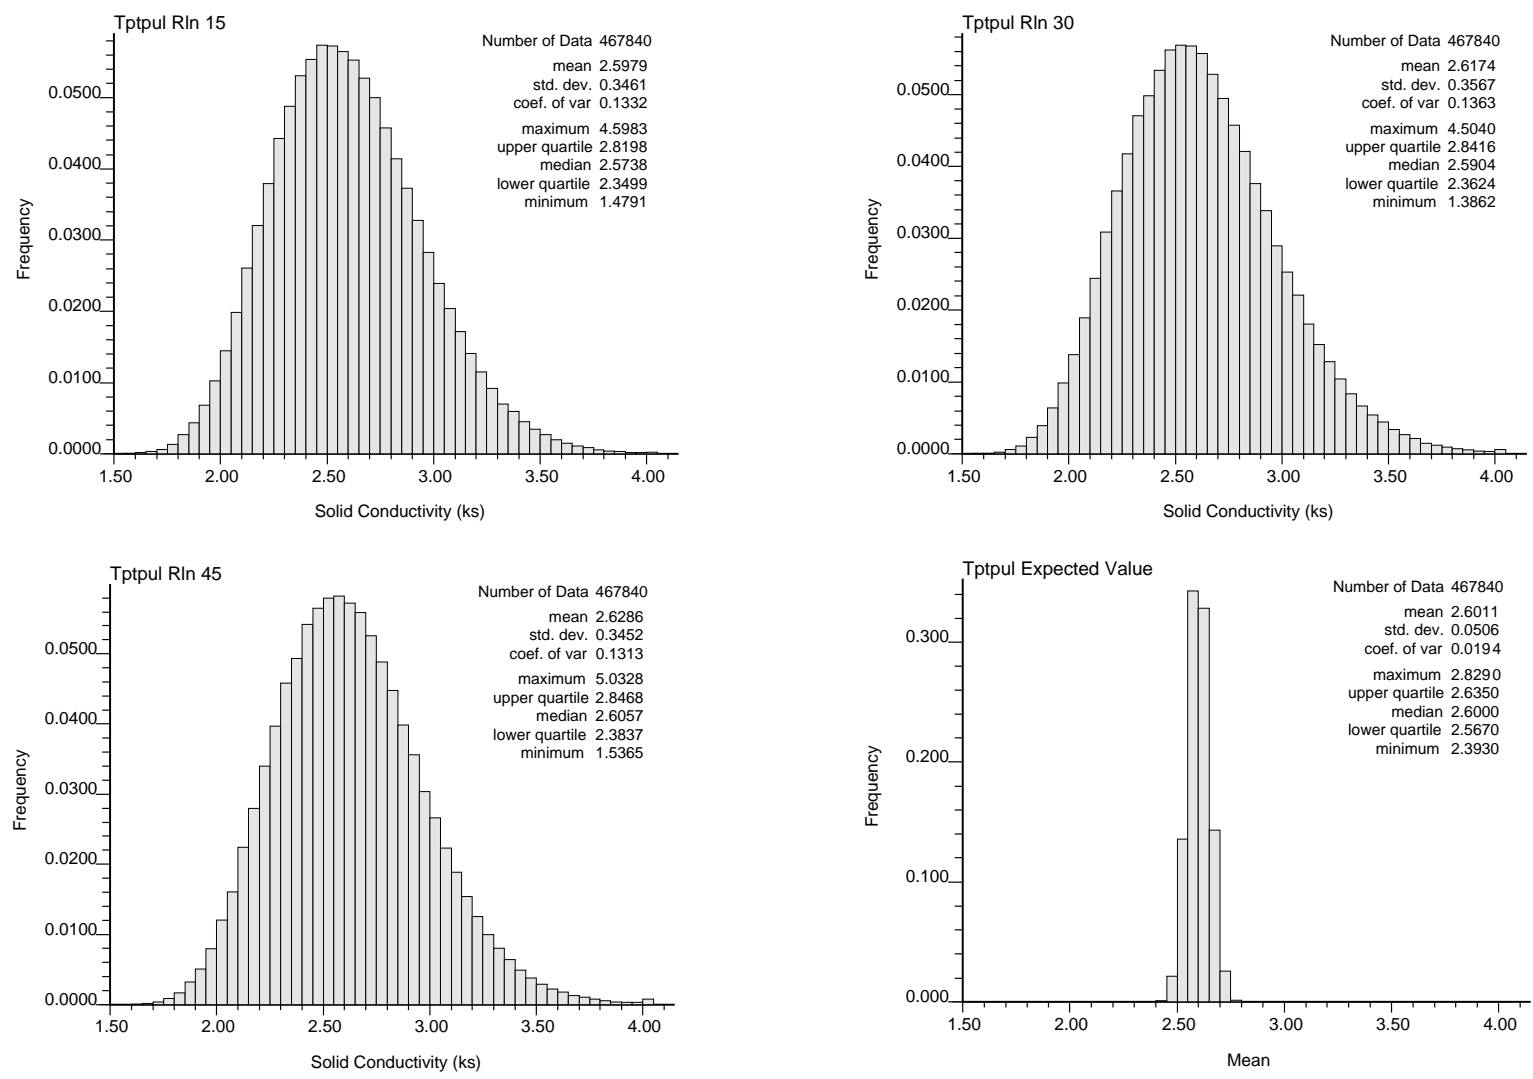 Tptpul Rln 15
Number of Data 467840
mean 2.5979
std. dev. 0.3461
coef. of var 0.1332
maximum 4.5983
upper quartile 2.8198
median 2.5738
lower quartile 2.3499
minimum 1.4791
Frequency
0.0500
0.0400
0.0300
0.0200
0.0100
0.0000
1.50 2.00 2.50 3.00 3.50 4.00
Solid Conductivity (ks)
Tptpul Rln 30
Number of Data 467840
mean 2.6174
std. dev. 0.3567
coef. of var 0.1363
maximum 4.5040
upper quartile 2.8416
median 2.5904
lower quartile 2.3624
minimum 1.3862
Frequency
0.0500
0.0400
0.0300
0.0200
0.0100
0.0000
1.50 2.00 2.50 3.00 3.50 4.00
Solid Conductivity (ks)
Tptpul Rln 45
Number of Data 467840
mean 2.6286
std. dev. 0.3452
coef. of var 0.1313
maximum 5.0328
upper quartile 2.8468
median 2.6057
lower quartile 2.3837
minimum 1.5365
Frequency
0.0500
0.0400
0.0300
0.0200
0.0100
0.0000
1.50 2.00 2.50 3.00 3.50 4.00
Solid Conductivity (ks)
Tptpul Expected Value
Number of Data 467840
mean 2.6011
std. dev. 0.0506
coef. of var 0.0194
maximum 2.8290
upper quartile 2.6350
median 2.6000
lower quartile 2.5670
minimum 2.3930
Frequency
0.300
0.200
0.100
0.000
1.50 2.00 2.50 3.00 3.50 4.00
Mean